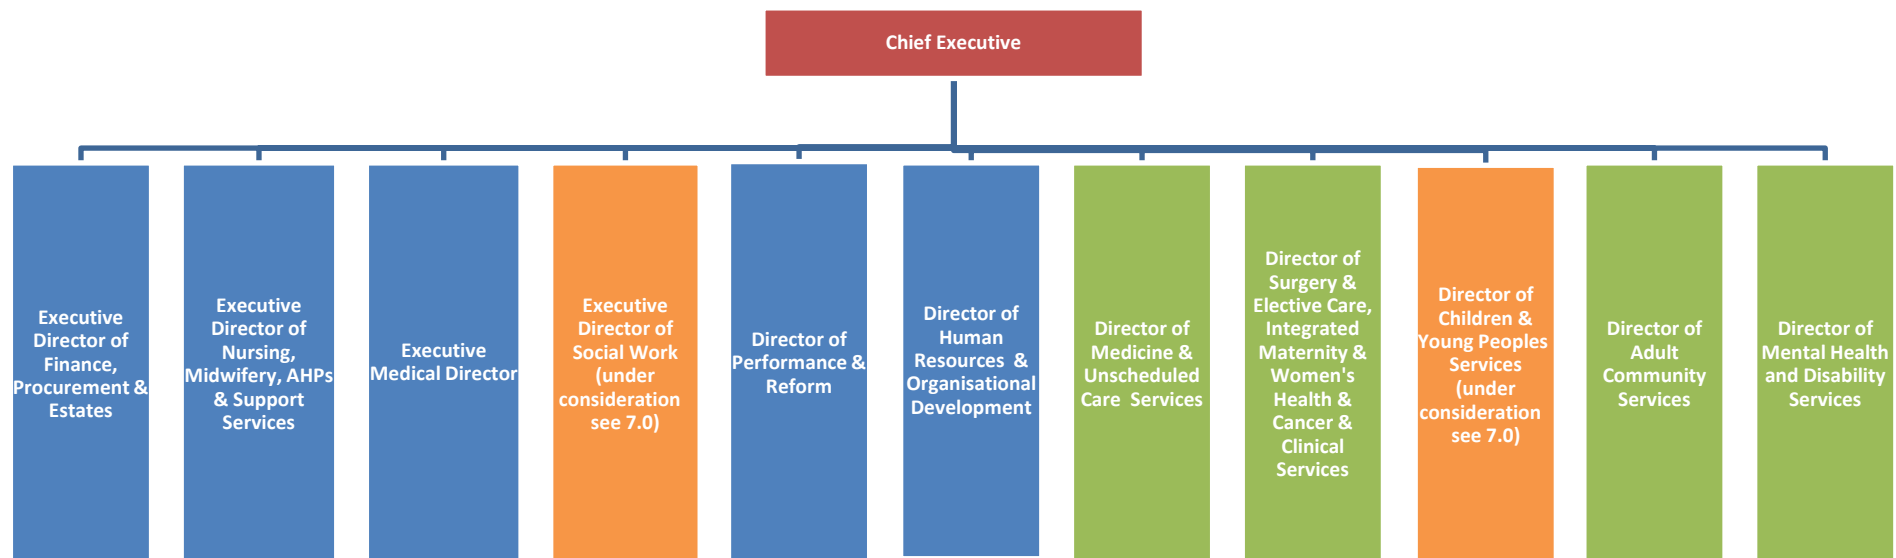 Chief Executive
Executive
Director of
Finance,
Procurement &
Estates
Executive
Director of
Nursing,
Midwifery, AHPs
& Support
Services
Executive
Medical Director
Executive
Director of
Social Work
(under
consideration
see 7.0)
Director of
Performance &
Reform
Director of
Human
Resources &
Organisational
Development
Director of
Medicine &
Unscheduled
Care Services
Director of
Surgery &
Elective Care,
Integrated
Maternity &
Women's
Health &
Cancer &
Clinical
Services
Director of
Children &
Young Peoples
Services
(under
consideration
see 7.0)
Director of
Adult
Community
Services
Director of
Mental Health
and Disability
Services